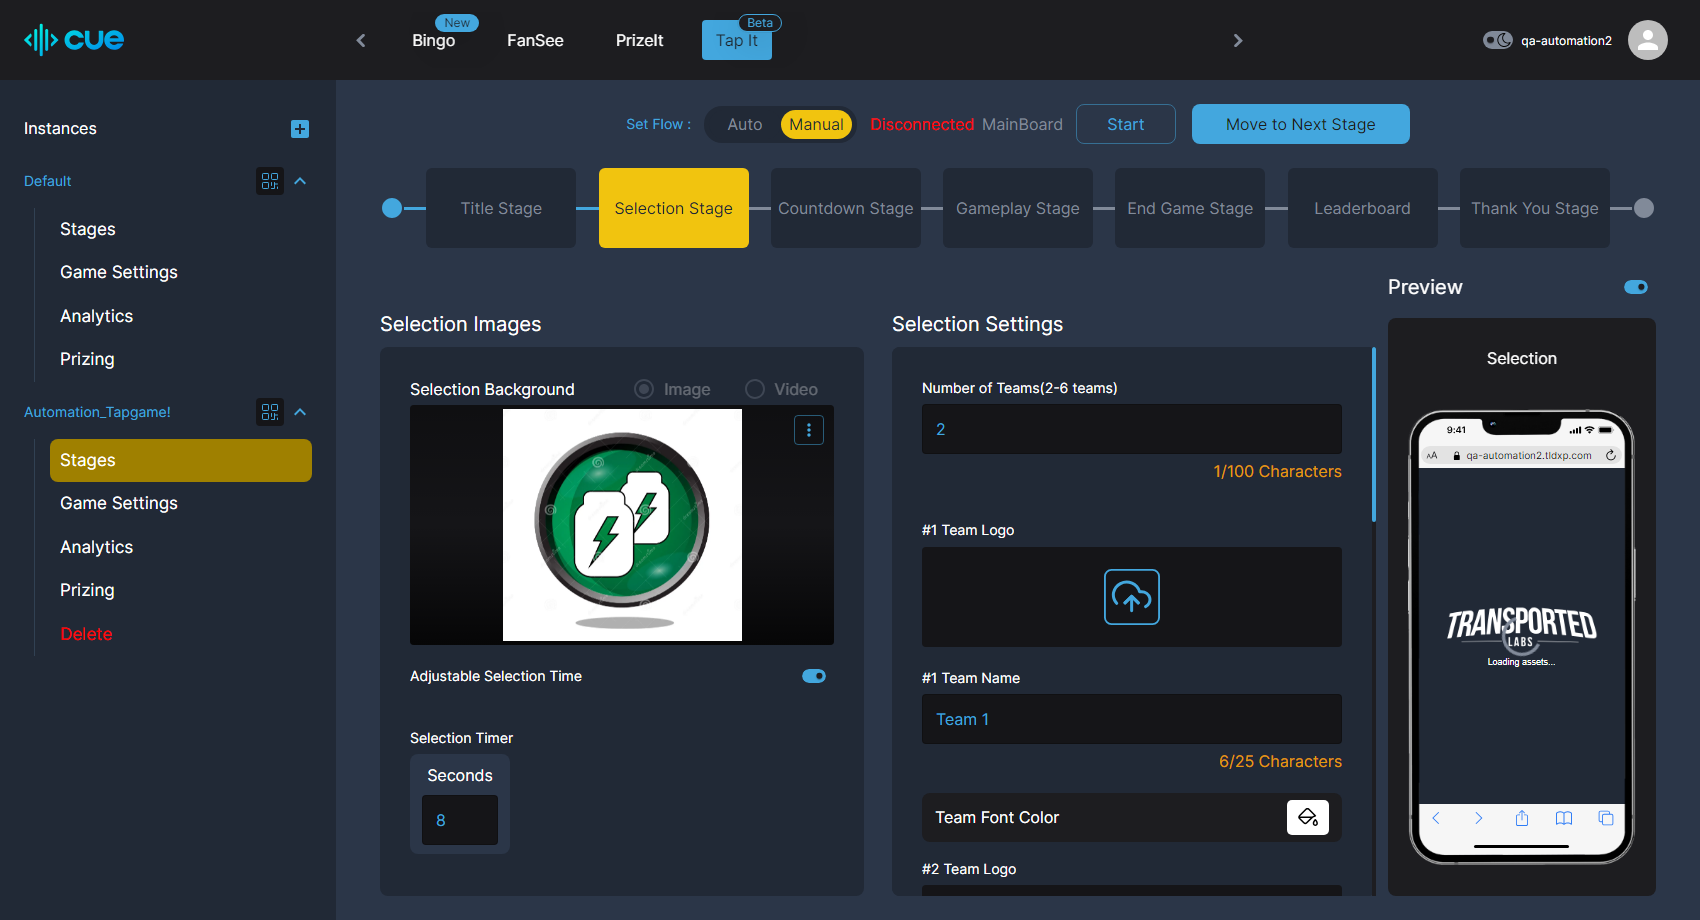 cue
Bingo
New
FanSee
PrizeIt
Tap It
Beta
qa-automation2
Instances
Default
Stages
Game Settings
Analytics
Prizing
Automation_Tapgame!
Stages
Game Settings
Analytics
Prizing
Delete
Set Flow :
Auto
Manual
Disconnected MainBoard
Start
Move to Next Stage
Title Stage
Selection Stage
Countdown Stage
Gameplay Stage
End Game Stage
Leaderboard
Thank You Stage
Selection Images
Selection Background
Image
Video
Adjustable Selection Time
Selection Timer
Seconds
8
Selection Settings
Number of Teams(2-6 teams)
2
1/100 Characters
#1 Team Logo
#1 Team Name
Team 1
6/25 Characters
Team Font Color
#2 Team Logo
Preview
Selection
9:41
AA
qa-automation2.tldxp.com
TRANSPORTED
LABS
Loading assets...